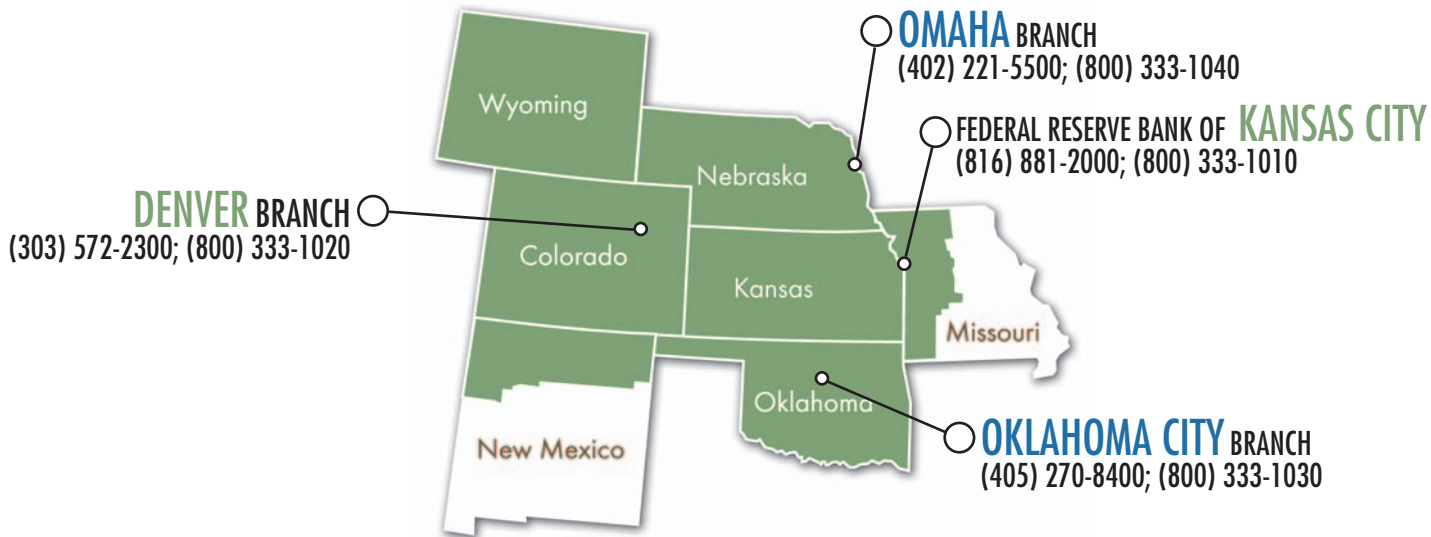 OMAHA BRANCH
(402) 221-5500; (800) 333-1040
Wyoming
FEDERAL RESERVE BANK OF KANSAS CITY
(816) 881-2000; (800) 333-1010
Nebraska
DENVER BRANCH
(303) 572-2300; (800) 333-1020
Colorado
Kansas
Missouri
Oklahoma
New Mexico
OKLAHOMA CITY BRANCH
(405) 270-8400; (800) 333-1030